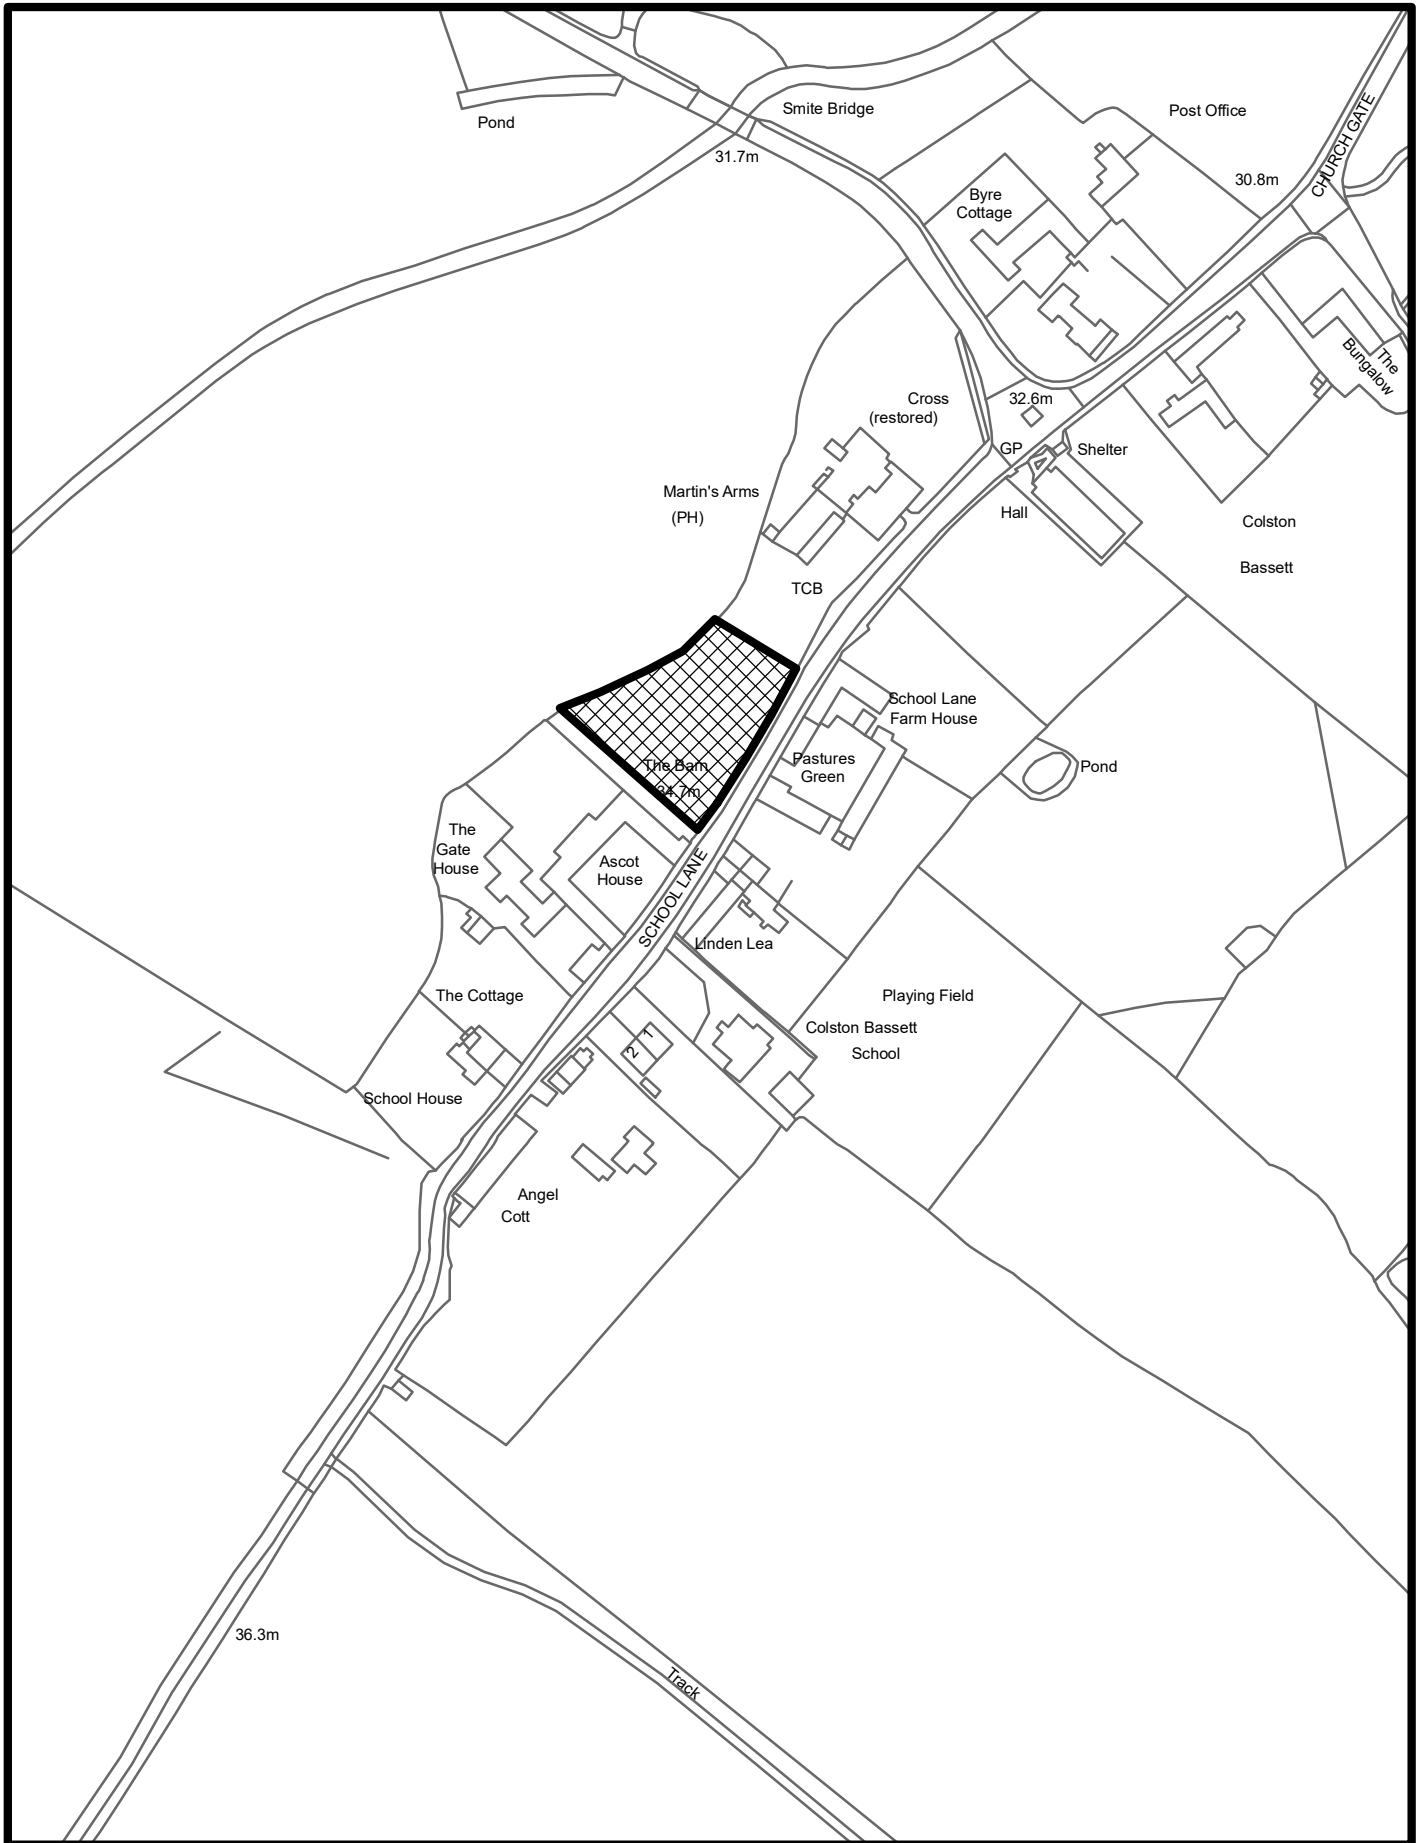 Smite Bridge
Post Office
Pond
CHURCH GATE
31.7m
30.8m
Byre
Cottage
The
Bungalow
Cross
(restored)
32.6m
GP
Shelter
Martin's Arms
(PH)
Hall
Colston
Bassett
TCB
School Lane
Farm House
The Barn
34.7m
Pastures
Green
Pond
The
Gate
House
Ascot
House
SCHOOL LANE
Linden Lea
The Cottage
Playing Field
Colston Bassett
School
1
2
School House
Angel
Cott
36.3m
Track